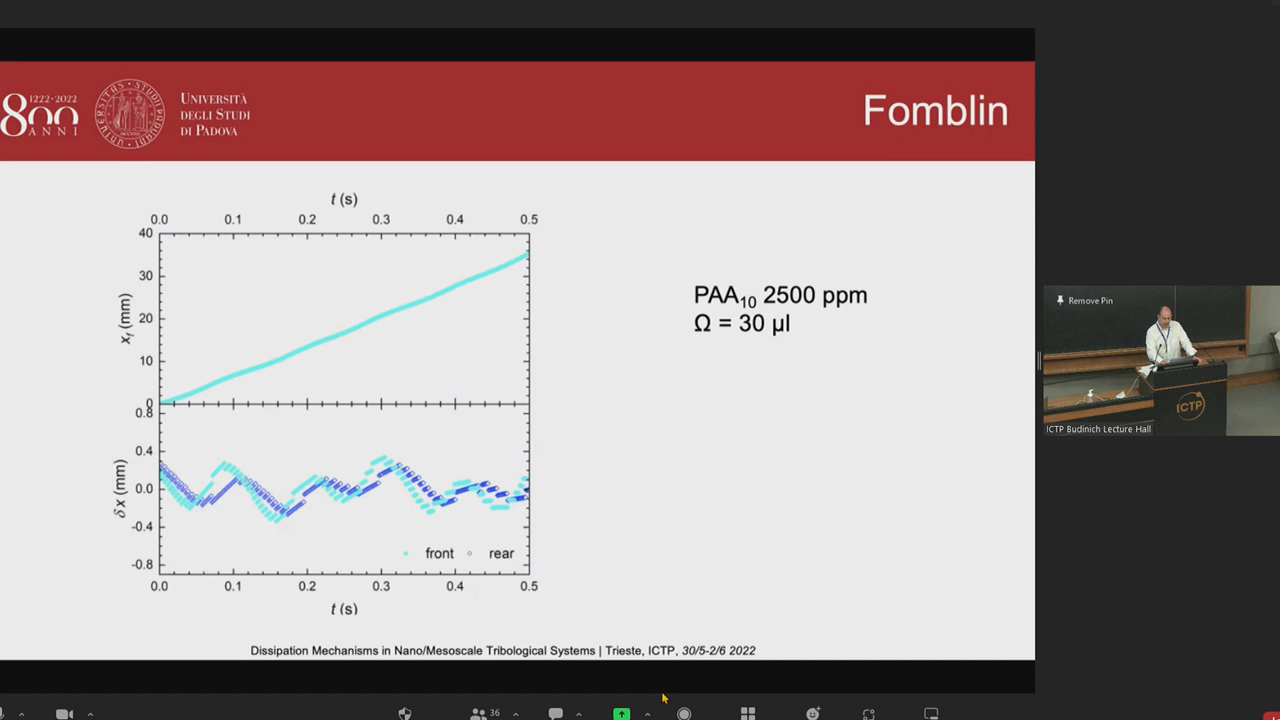 1222·2022
800
ANNI
UNIVERSITÀ
DEGLI STUDI
DI PADOVA
Fomblin
t (s)
0.0 0.1 0.2 0.3 0.4 0.5
40
30
20
10
0
xf (mm)
PAA10 2500 ppm
Ω = 30 µl
0.8
0.4
0.0
-0.4
-0.8
δ x (mm)
front rear
0.0 0.1 0.2 0.3 0.4 0.5
t (s)
Dissipation Mechanisms in Nano/Mesoscale Tribological Systems | Trieste, ICTP, 30/5-2/6 2022
Remove Pin
ICTP
ICTP Budinich Lecture Hall
36